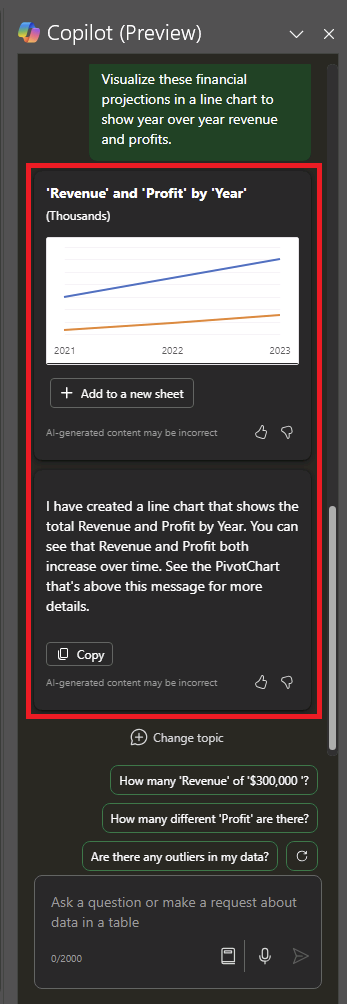 Copilot (Preview)
Visualize these financial
projections in a line chart to
show year over year revenue
and profits.
'Revenue' and 'Profit' by 'Year'
(Thousands)
2021 2022 2023
Add to a new sheet
AI-generated content may be incorrect
I have created a line chart that shows the
total Revenue and Profit by Year. You can
see that Revenue and Profit both
increase over time. See the PivotChart
that's above this message for more
details.
Copy
AI-generated content may be incorrect
Change topic
How many 'Revenue' of '$300,000 '?
How many different 'Profit' are there?
Are there any outliers in my data?
Ask a question or make a request about
data in a table
0/2000